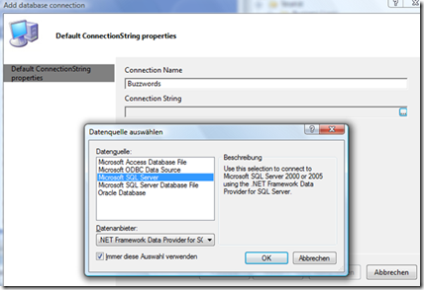 Add database connection
Default ConnectionString properties
Default ConnectionString
properties
Connection Name
Buzzwords
Connection String
Datenquelle auswählen
Datenquelle:
Microsoft Access Database File
Microsoft ODBC Data Source
Microsoft SQL Server
Microsoft SQL Server Database File
Oracle Database
Beschreibung
Use this selection to connect to
Microsoft SQL Server 2000 or 2005
using the .NET Framework Data
Provider for SQL Server.
Datenanbieter:
.NET Framework Data Provider for SQ
Immer diese Auswahl verwenden
OK
Abbrechen
Abbrechen